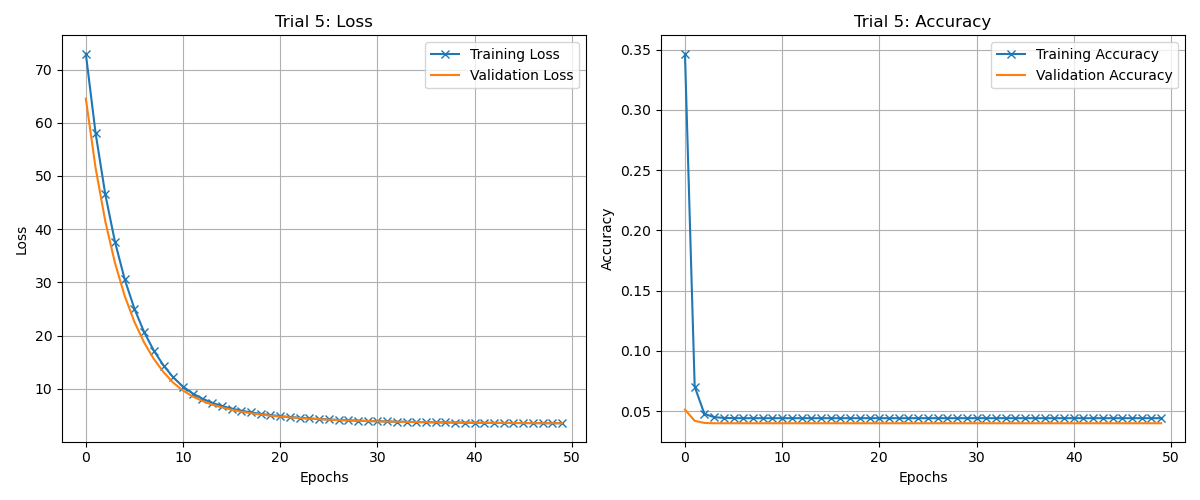 Trial 5: Loss
Training Loss
Validation Loss
70
60
50
40
30
20
10
Loss
0 10 20 30 40 50
Epochs
Trial 5: Accuracy
Training Accuracy
Validation Accuracy
0.35
0.30
0.25
0.20
0.15
0.10
0.05
Accuracy
0 10 20 30 40 50
Epochs